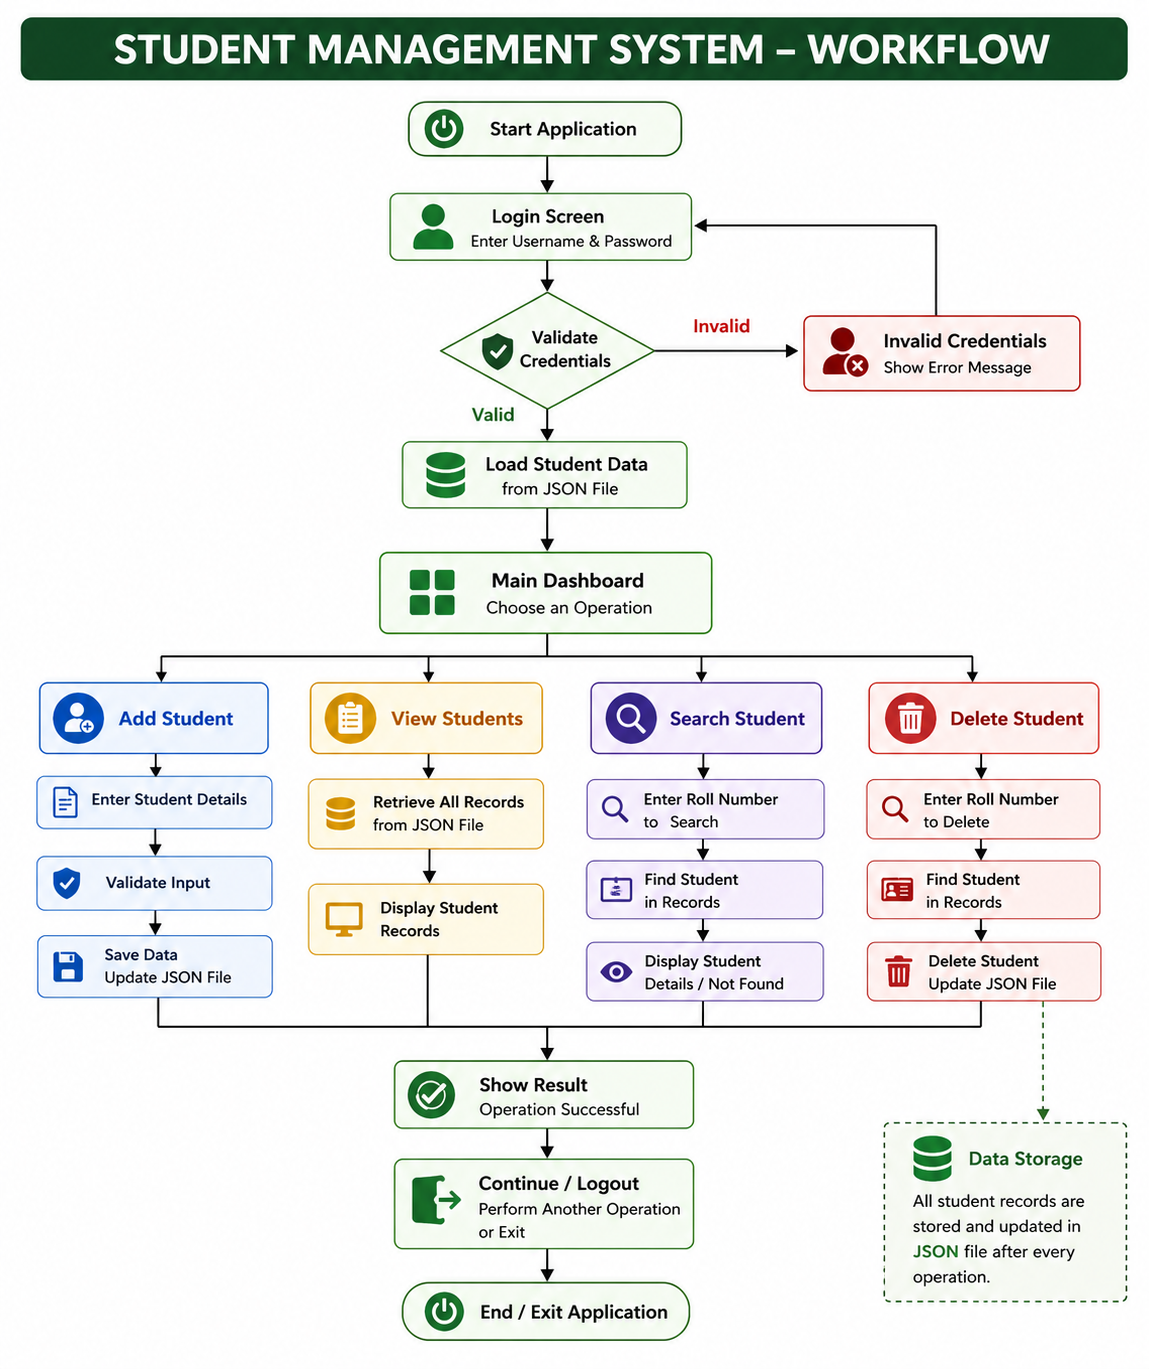 STUDENT MANAGEMENT SYSTEM – WORKFLOW
Start Application
Login Screen
Enter Username & Password
Validate
Credentials
Invalid
Invalid Credentials
Show Error Message
Valid
Load Student Data
from JSON File
Main Dashboard
Choose an Operation
Add Student
Enter Student Details
Validate Input
Save Data
Update JSON File
View Students
Retrieve All Records
from JSON File
Display Student
Records
Search Student
Enter Roll Number
to Search
Find Student
in Records
Display Student
Details / Not Found
Delete Student
Enter Roll Number
to Delete
Find Student
in Records
Delete Student
Update JSON File
Show Result
Operation Successful
Continue / Logout
Perform Another Operation
or Exit
End / Exit Application
Data Storage
All student records are
stored and updated in
JSON file after every
operation.